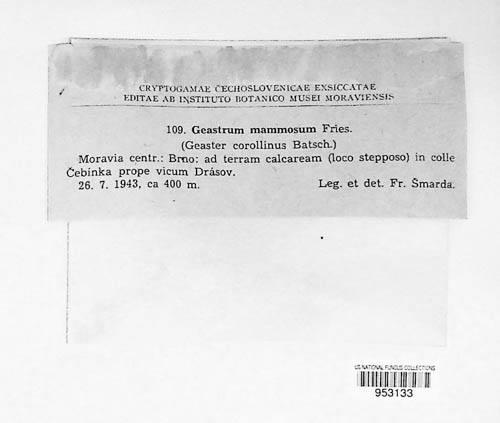 CRYPTOGAMAE ČECHOSLOVENICAE EXSICCATAE
EDITAE AB INSTITUTO BOTANICO MUSEI MORAVIENSIS
109. Geastrum mammosum Fries.
(Geaster corollinus Batsch.)
Moravia centr.: Brno: ad terram calcaream (loco stepposo) in colle
Čebínka prope vicum Drásov.
26. 7. 1943, ca 400 m. Leg. et det. Fr. Šmarda.
US NATIONAL FUNGUS COLLECTIONS
953133